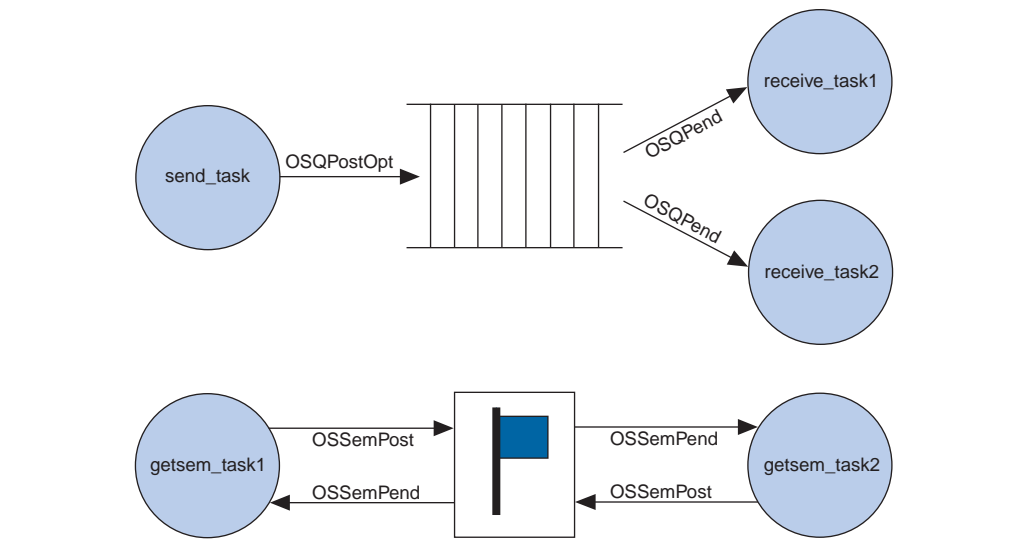 receive_task1
OSQPostOpt
OSQPend
send_task
OSQPend
receive_task2
OSSemPost
OSSemPend
getsem_task1
getsem_task2
OSSemPend
OSSemPost